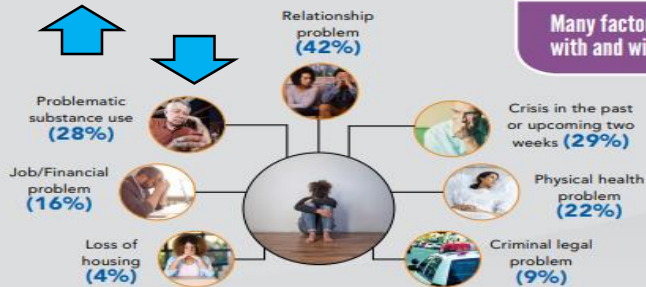 Many facto
with and wi
Relationship
problem
(42%)
Problematic
substance use
(28%)
Crisis in the past
or upcoming two
weeks (29%)
Job/Financial
problem
(16%)
Physical health
problem
(22%)
Loss of
housing
(4%)
Criminal legal
problem
(9%)